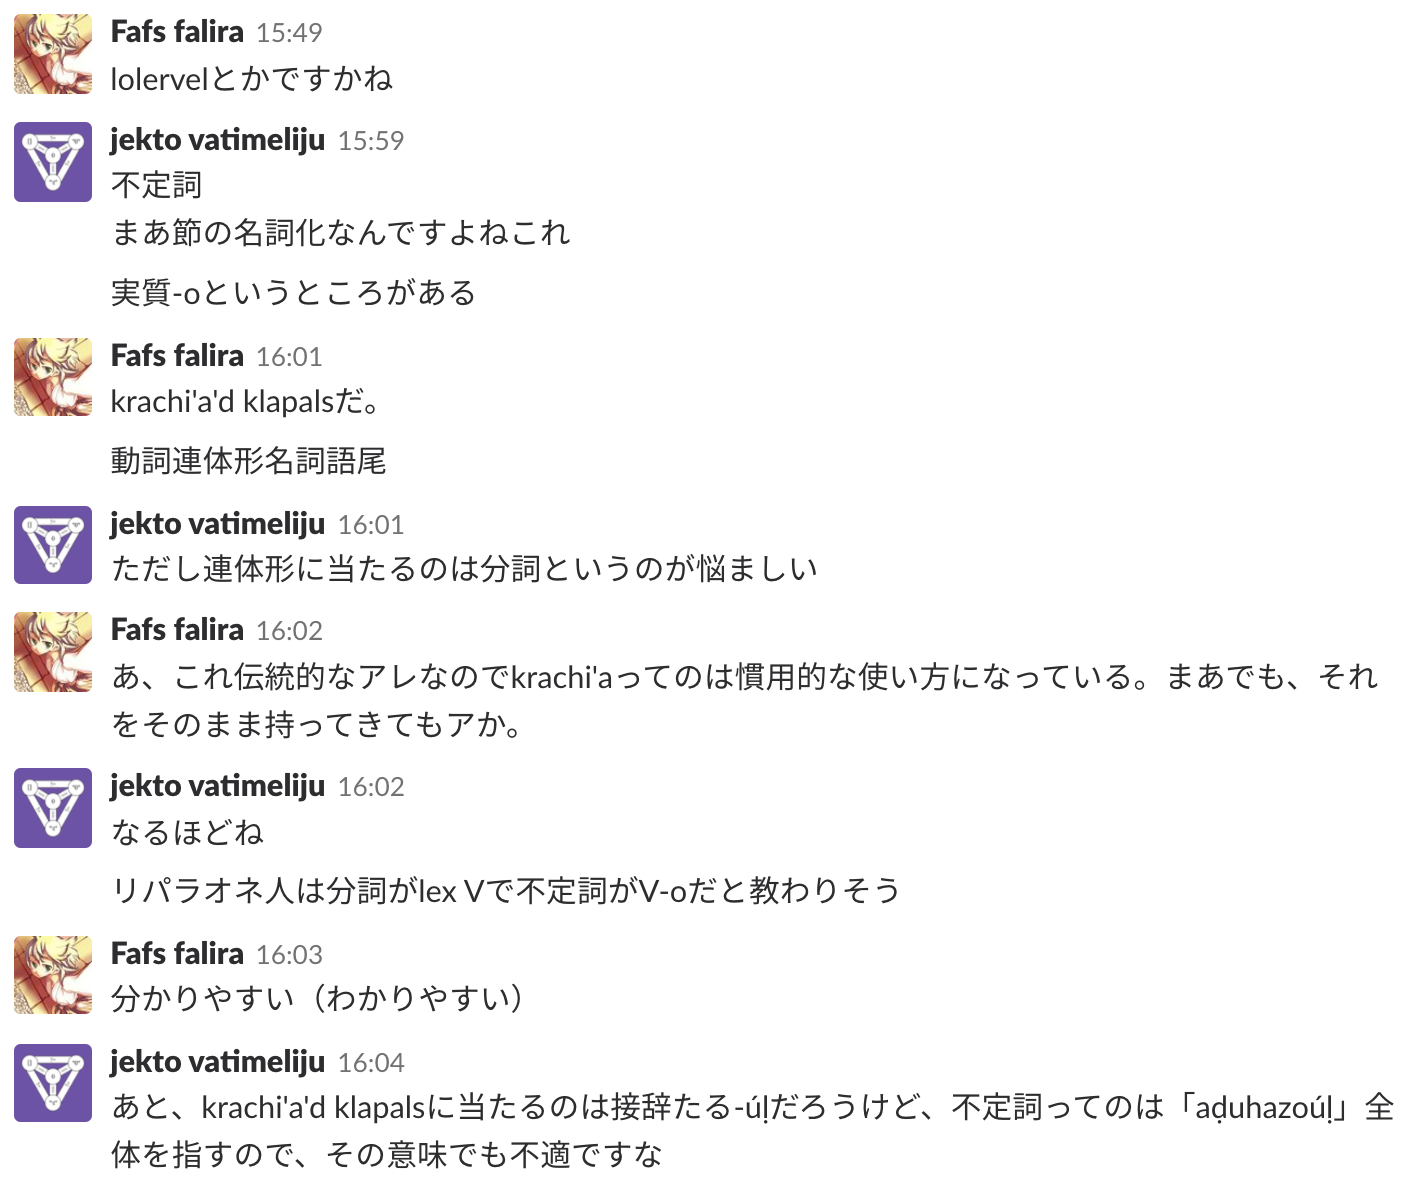 Fafs falira 15:49
lolervelとかですかね
jekto vatimeliju 15:59
不定詞
まあ節の名詞化なんですよねこれ
実質-oというところがある
Fafs falira 16:01
krachi'a'd klapalsだ。
動詞連体形名詞語尾
jekto vatimeliju 16:01
ただし連体形に当たるのは分詞というのが悩ましい
Fafs falira 16:02
あ、これ伝統的なアレなのでkrachi'aってのは慣用的な使い方になっている。まあでも、それ
をそのまま持ってきてもアか。
jekto vatimeliju 16:02
なるほどね
リパラオネ人は分詞がlex Vで不定詞がV-oだと教わりそう
Fafs falira 16:03
分かりやすい（わかりやすい）
jekto vatimeliju 16:04
あと、krachi'a'd klapalsに当たるのは接辞たる-úḷだろうけど、不定詞ってのは「aḍuhazoúḷ」全
体を指すので、その意味でも不適ですな